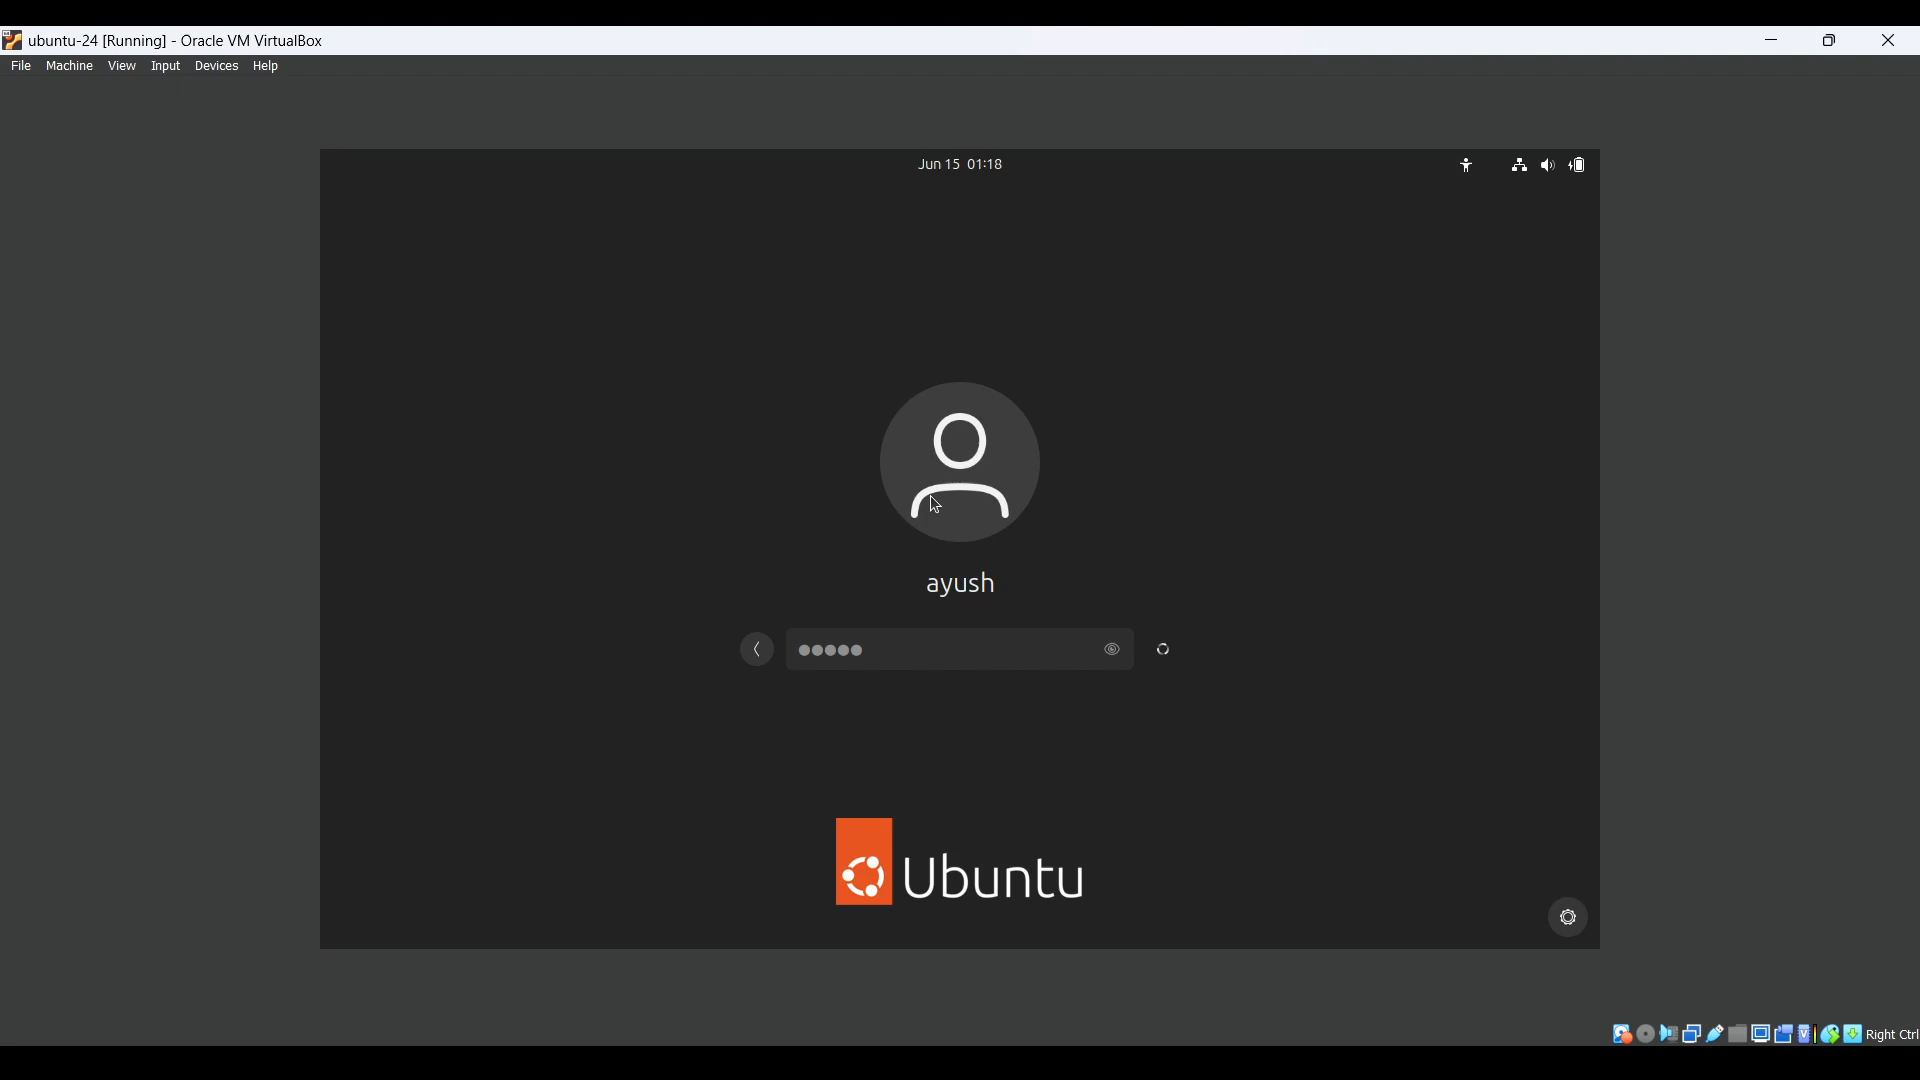 ubuntu-24 [Running] - Oracle VM VirtualBox
File Machine View Input Devices Help
Jun 15 01:18
ayush
Ubuntu
Right Ctrl